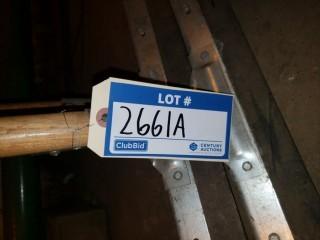 LOT #
2661A
ClubBid
CENTURY
AUCTIONS